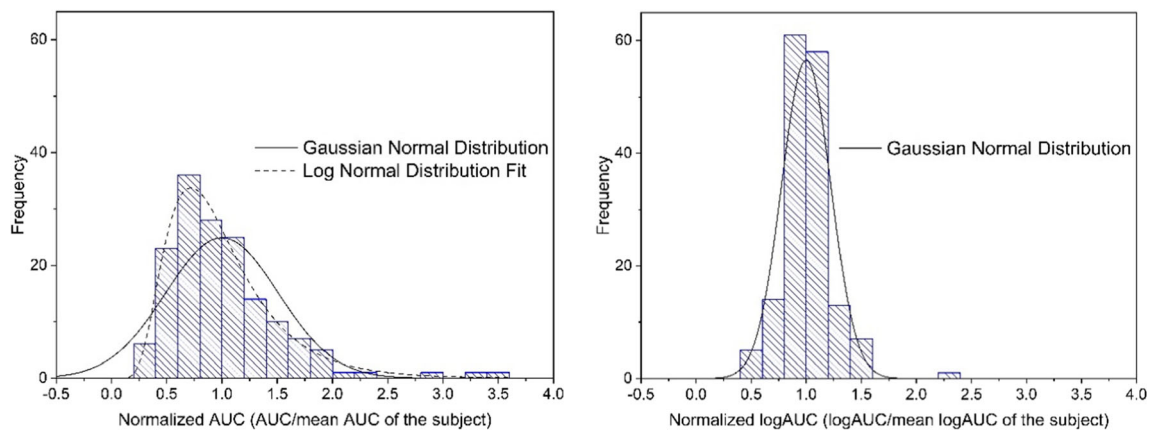 60
40
20
0
Frequency
Gaussian Normal Distribution
Log Normal Distribution Fit
-0.5 0.0 0.5 1.0 1.5 2.0 2.5 3.0 3.5 4.0
Normalized AUC (AUC/mean AUC of the subject)
60
40
20
0
Frequency
Gaussian Normal Distribution
-0.5 0.0 0.5 1.0 1.5 2.0 2.5 3.0 3.5 4.0
Normalized logAUC (logAUC/mean logAUC of the subject)